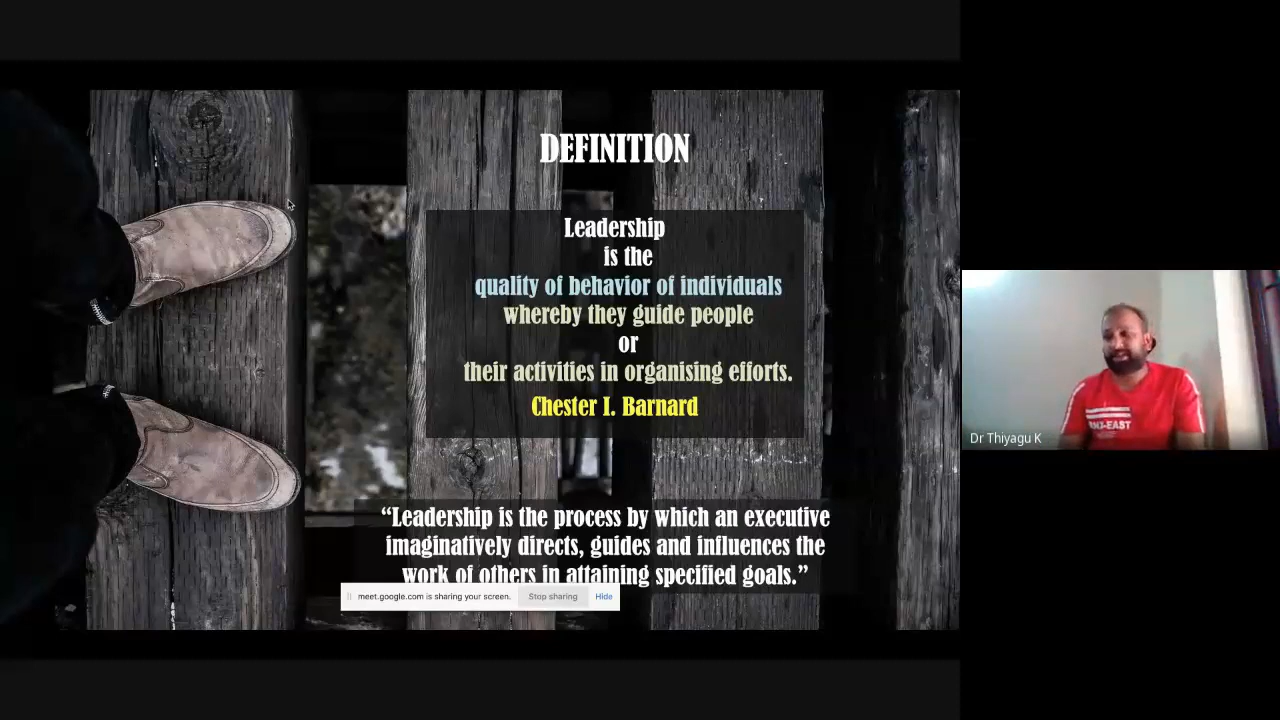 DEFINITION
Leadership
is the
quality of behavior of individuals
whereby they guide people
or
their activities in organising efforts.
Chester I. Barnard
“Leadership is the process by which an executive
imaginatively directs, guides and influences the
work of others in attaining specified goals.”
meet.google.com is sharing your screen. Stop sharing Hide
Dr Thiyagu K